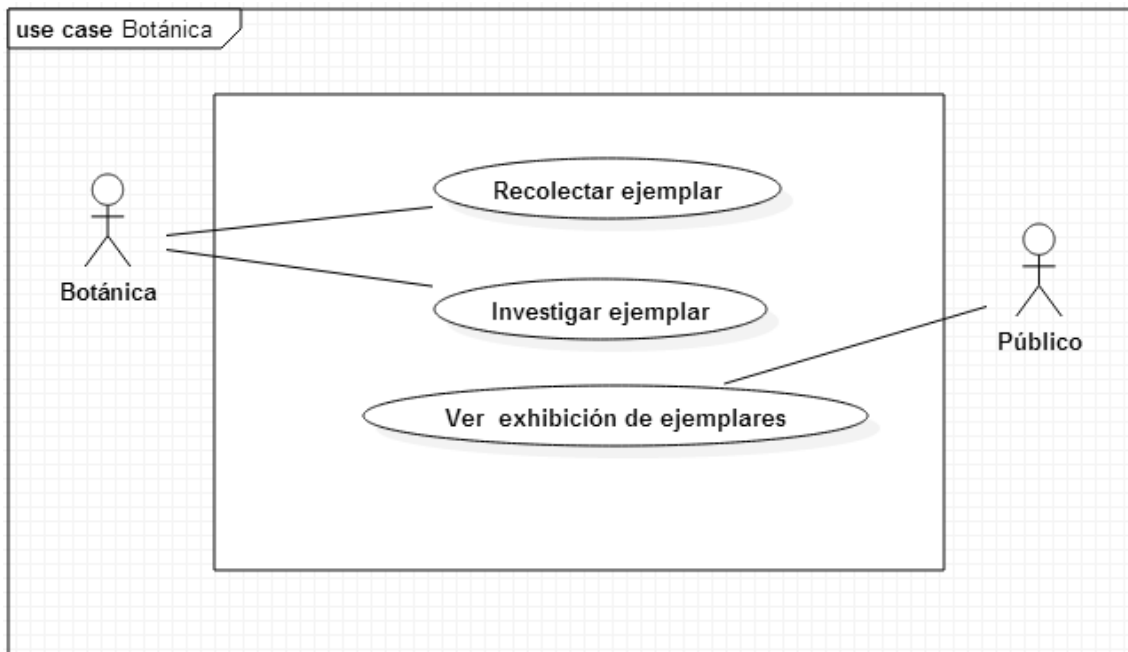 use case Botánica
Recolectar ejemplar
Botánica
Investigar ejemplar
Público
Ver exhibición de ejemplares